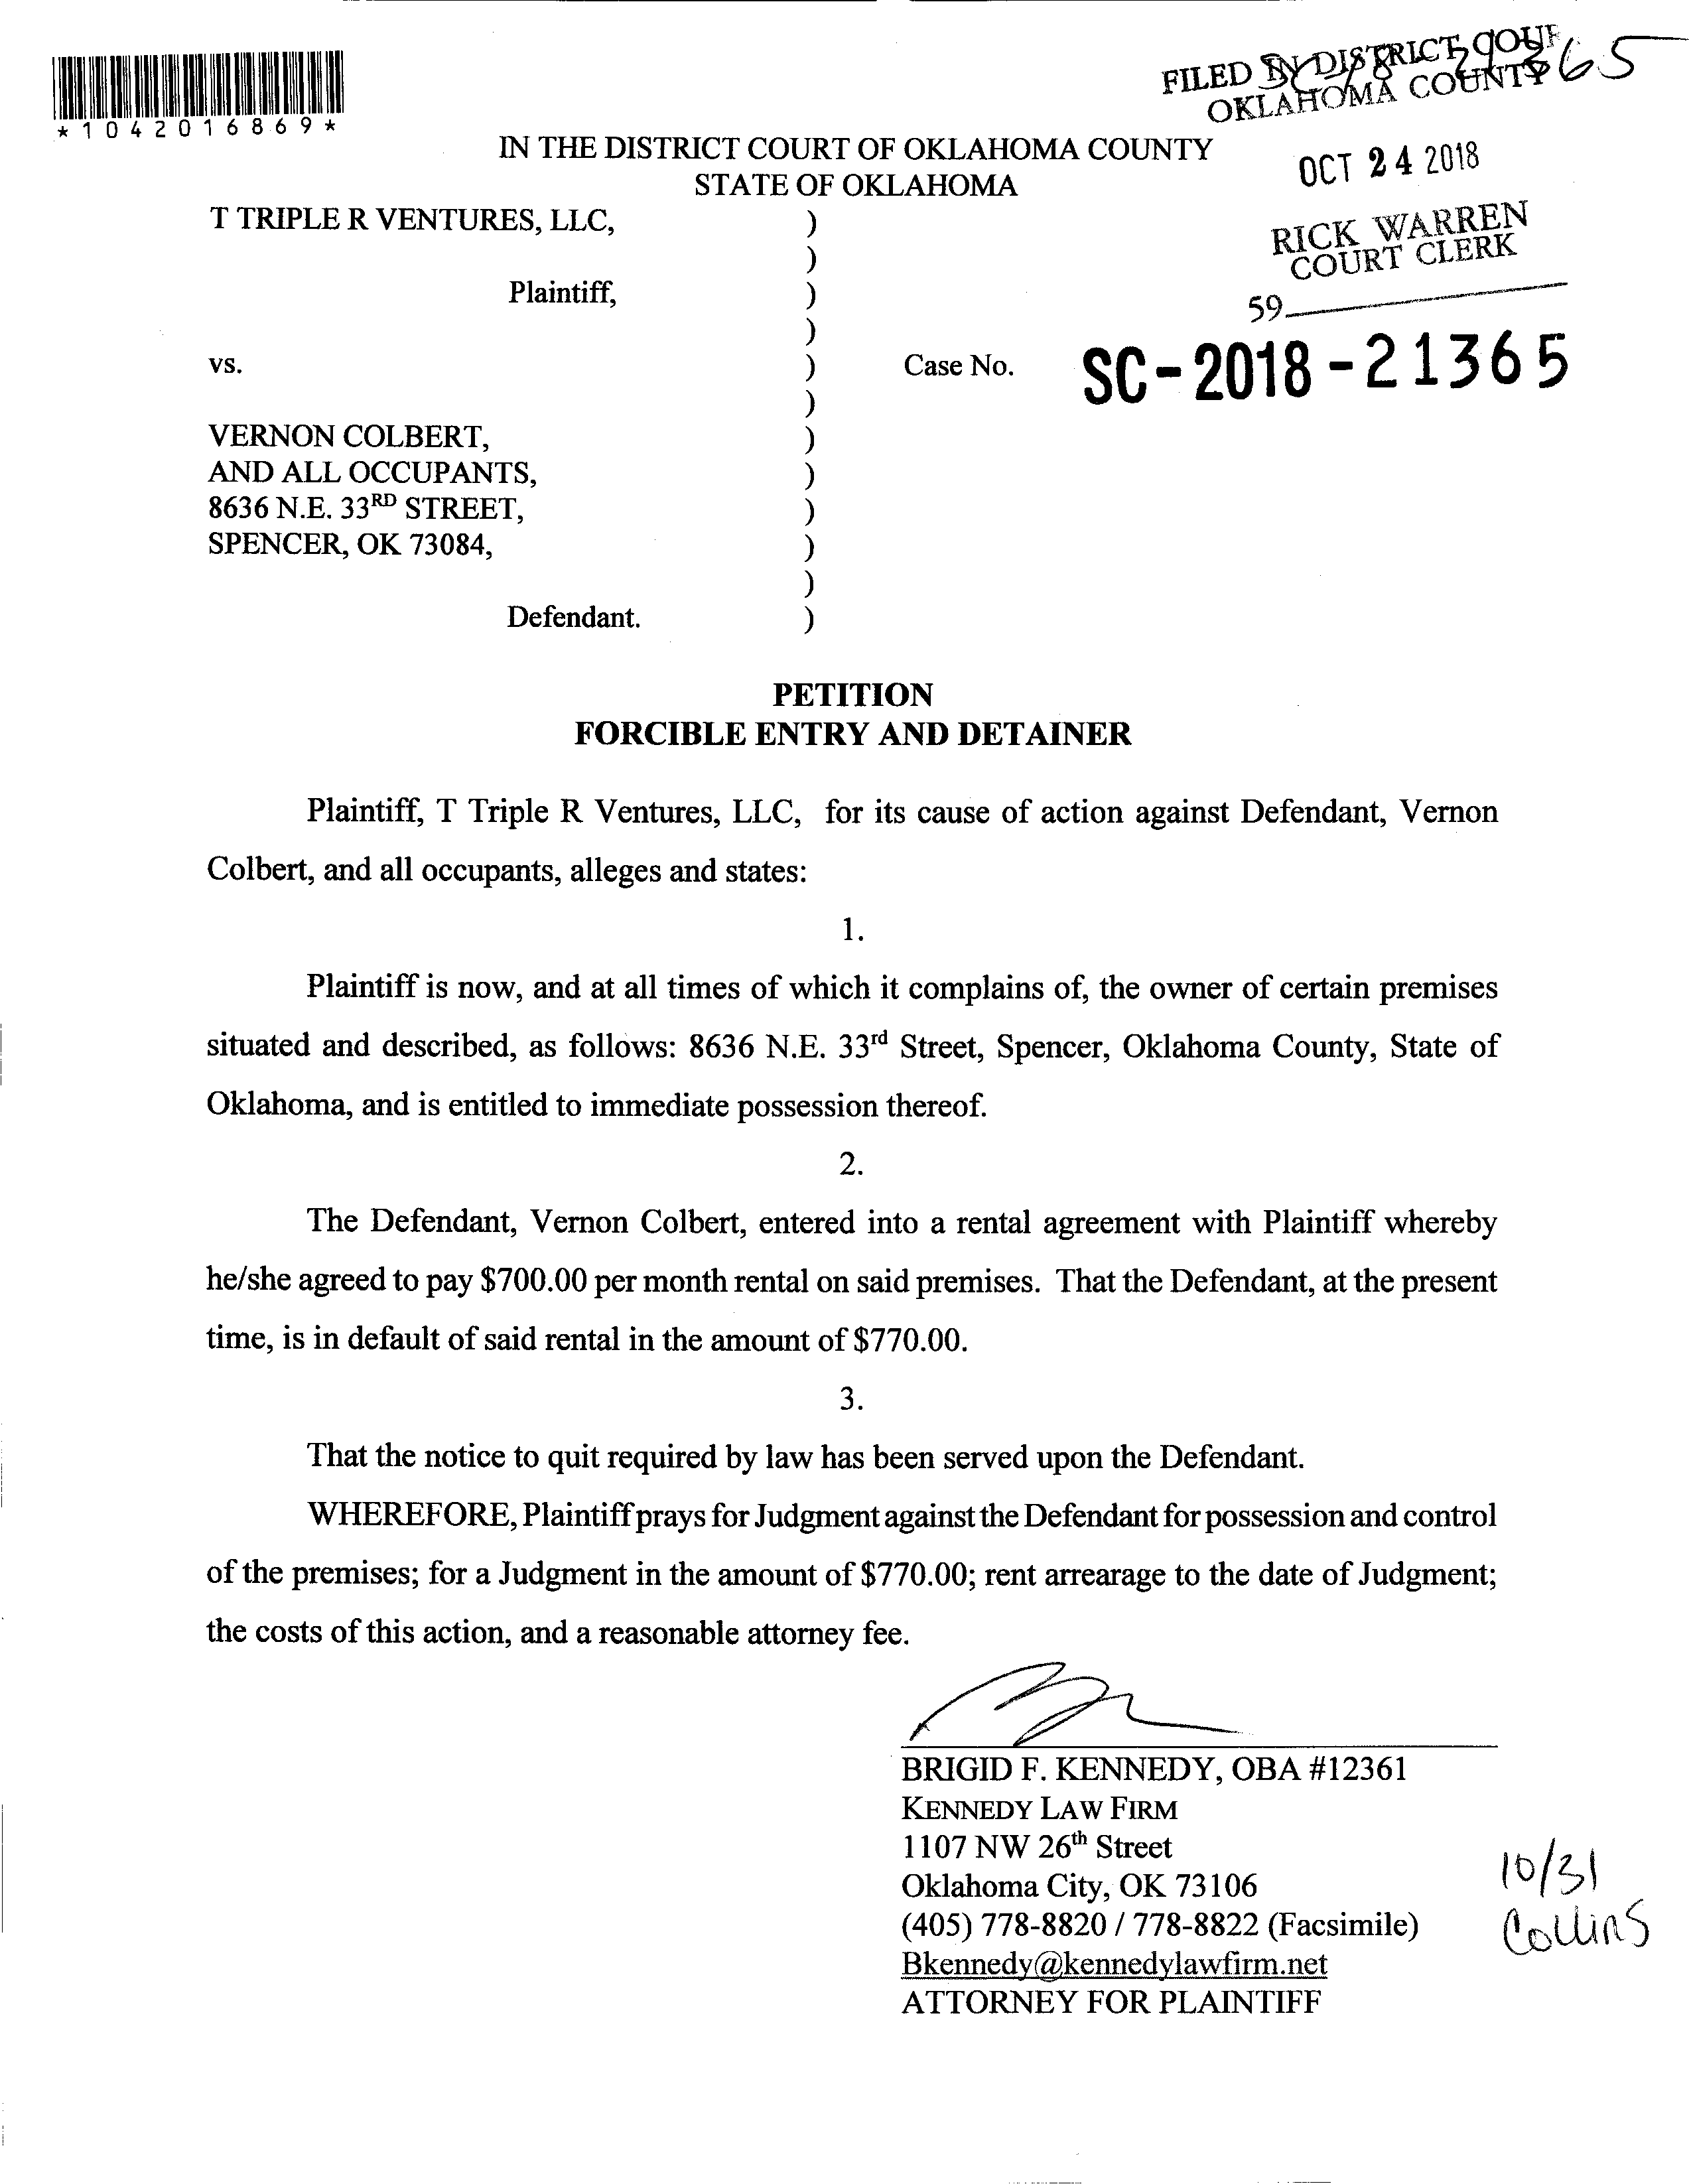 *1042016869*
FILED IN DISTRICT COUR
OKLAHOMA COUNTY
OCT 24 2018
RICK WARREN
COURT CLERK
59
IN THE DISTRICT COURT OF OKLAHOMA COUNTY
STATE OF OKLAHOMA
T TRIPLE R VENTURES, LLC, )
)
Plaintiff, )
)
vs. ) Case No. SC-2018-21365
)
VERNON COLBERT, )
AND ALL OCCUPANTS, )
8636 N.E. 33RD STREET, )
SPENCER, OK 73084, )
)
Defendant. )
PETITION
FORCIBLE ENTRY AND DETAINER
Plaintiff, T Triple R Ventures, LLC, for its cause of action against Defendant, Vernon
Colbert, and all occupants, alleges and states:
1.
Plaintiff is now, and at all times of which it complains of, the owner of certain premises
situated and described, as follows: 8636 N.E. 33rd Street, Spencer, Oklahoma County, State of
Oklahoma, and is entitled to immediate possession thereof.
2.
The Defendant, Vernon Colbert, entered into a rental agreement with Plaintiff whereby
he/she agreed to pay $700.00 per month rental on said premises. That the Defendant, at the present
time, is in default of said rental in the amount of $770.00.
3.
That the notice to quit required by law has been served upon the Defendant.
WHEREFORE, Plaintiff prays for Judgment against the Defendant for possession and control
of the premises; for a Judgment in the amount of $770.00; rent arrearage to the date of Judgment;
the costs of this action, and a reasonable attorney fee.
BRIGID F. KENNEDY, OBA #12361
KENNEDY LAW FIRM
1107 NW 26th Street
Oklahoma City, OK 73106
(405) 778-8820 / 778-8822 (Facsimile)
Bkennedy@kennedylawfirm.net
ATTORNEY FOR PLAINTIFF
10/31
Collins